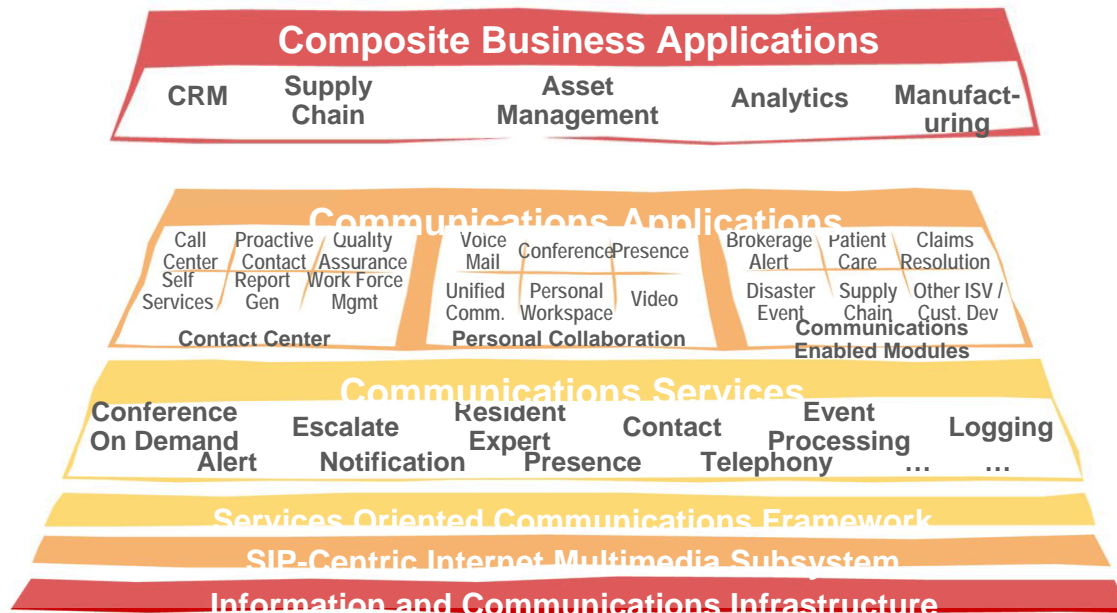 Composite Business Applications
CRM
Supply
Chain
Asset
Management
Analytics
Manufact-
uring
Communications Applications
Call
Center
Proactive
Contact
Quality
Assurance
Self
Services
Report
Gen
Work Force
Mgmt
Contact Center
Voice
Mail
Conference
Presence
Unified
Comm.
Personal
Workspace
Video
Personal Collaboration
Brokerage
Alert
Patient
Care
Claims
Resolution
Disaster
Event
Supply
Chain
Other ISV /
Cust. Dev
Communications
Enabled Modules
Communications Services
Conference
On Demand
Escalate
Resident
Expert
Contact
Event
Processing
Logging
Alert
Notification
Presence
Telephony
...
...
Services Oriented Communications Framework
SIP-Centric Internet Multimedia Subsystem
Information and Communications Infrastructure